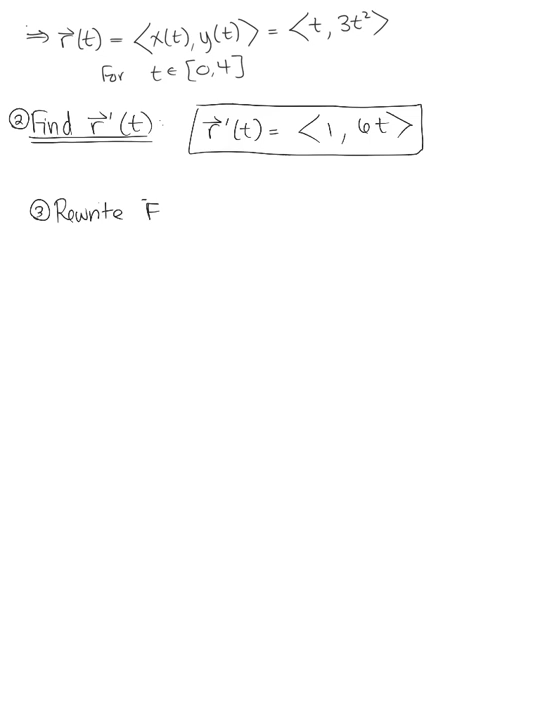 ⇒ r⃗(t) = ⟨x(t), y(t)⟩ = ⟨t, 3t²⟩
For t ∈ [0,4]
② Find r⃗'(t): r⃗'(t) = ⟨1, 6t⟩
③ Rewrite F